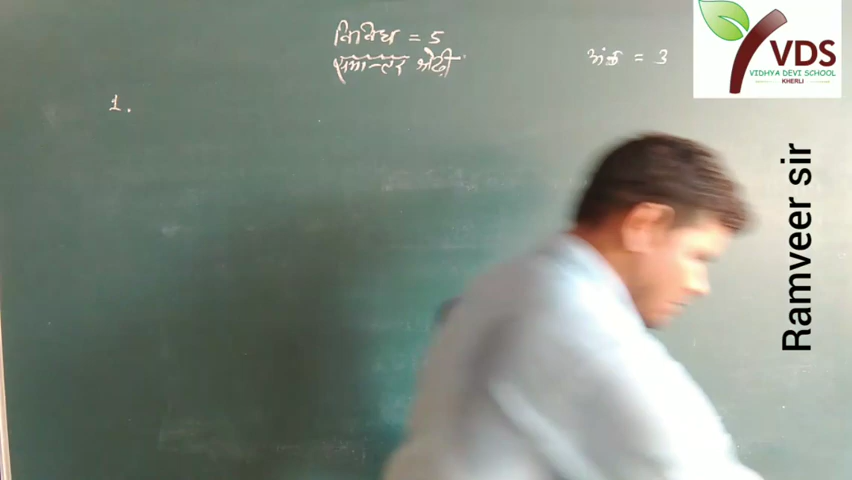 विविध = 5
समान्तर श्रेढ़ी
अंक = 3
1.
VDS
VIDHYA DEVI SCHOOL
KHERLI
Ramveer sir